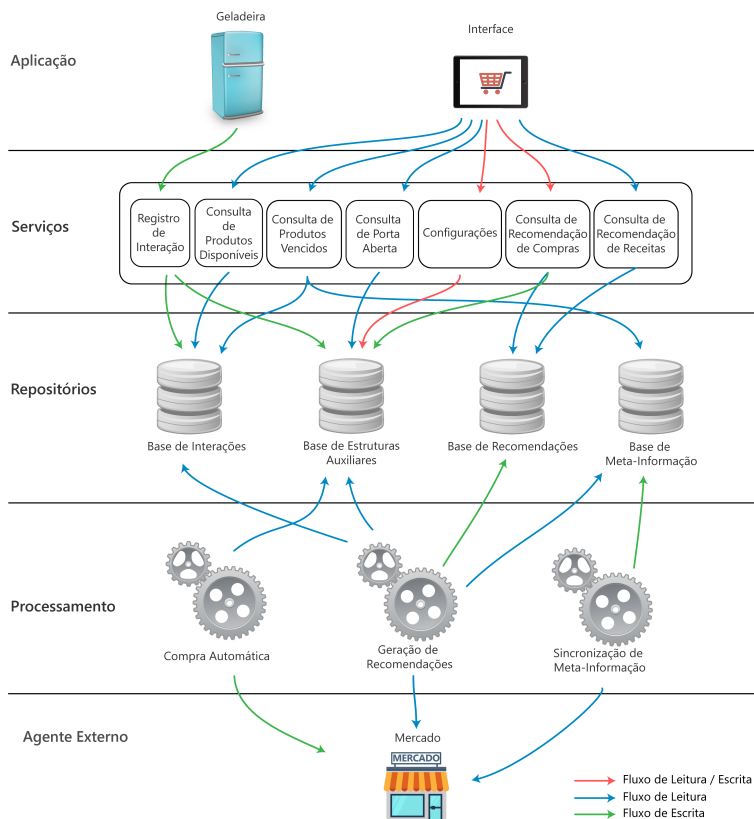 Geladeira
Interface
Aplicação
Serviços
Registro
de
Interação
Consulta
de
Produtos
Disponíveis
Consulta de
Produtos
Vencidos
Consulta
de Porta
Aberta
Configurações
Consulta de
Recomendação
de Compras
Consulta de
Recomendação
de Receitas
Repositórios
Base de Interações
Base de Estruturas
Auxiliares
Base de Recomendações
Base de
Meta-Informação
Processamento
Compra Automática
Geração de
Recomendações
Sincronização de
Meta-Informação
Agente Externo
Mercado
MERCADO
Fluxo de Leitura / Escrita
Fluxo de Leitura
Fluxo de Escrita